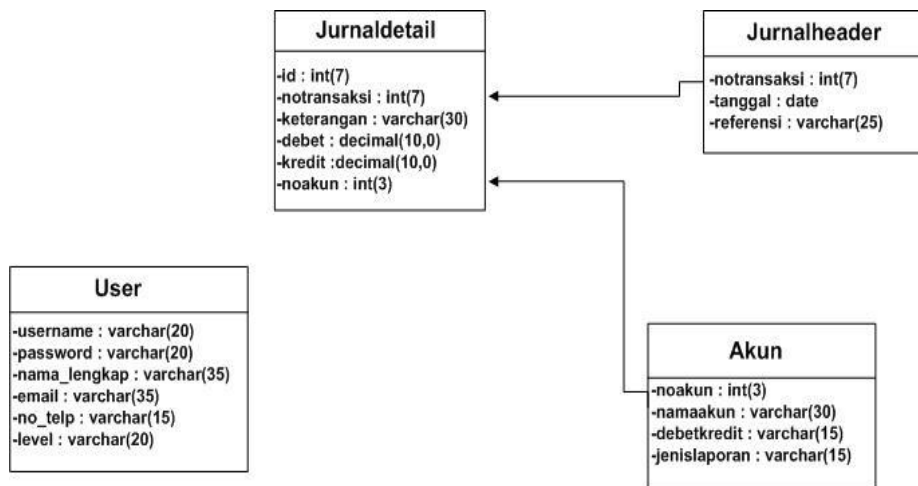 Jurnaldetail
-id : int(7)
-notransaksi : int(7)
-keterangan : varchar(30)
-debet : decimal(10,0)
-kredit :decimal(10,0)
-noakun : int(3)
Jurnalheader
-notransaksi : int(7)
-tanggal : date
-referensi : varchar(25)
User
-username : varchar(20)
-password : varchar(20)
-nama_lengkap : varchar(35)
-email : varchar(35)
-no_telp : varchar(15)
-level : varchar(20)
Akun
-noakun : int(3)
-namaakun : varchar(30)
-debetkredit : varchar(15)
-jenislaporan : varchar(15)